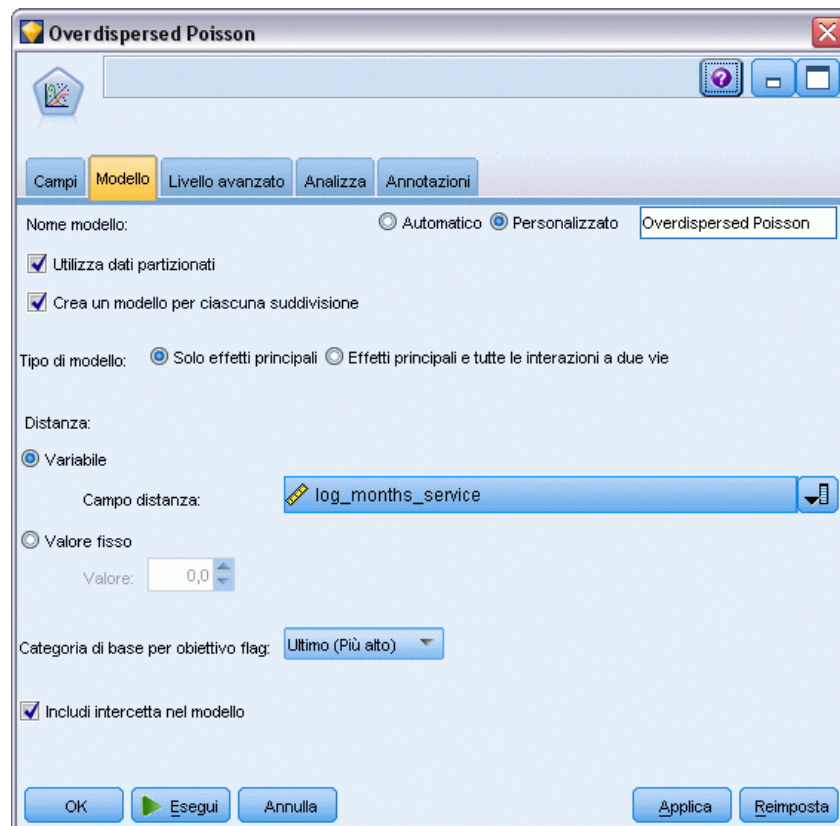 Overdispersed Poisson
Campi Modello Livello avanzato Analizza Annotazioni
Nome modello: Automatico Personalizzato Overdispersed Poisson
Utilizza dati partizionati
Crea un modello per ciascuna suddivisione
Tipo di modello: Solo effetti principali Effetti principali e tutte le interazioni a due vie
Distanza:
Variabile
Campo distanza: log_months_service
Valore fisso
Valore: 0,0
Categoria di base per obiettivo flag: Ultimo (Più alto)
Includi intercetta nel modello
OK Esegui Annulla Applica Reimposta